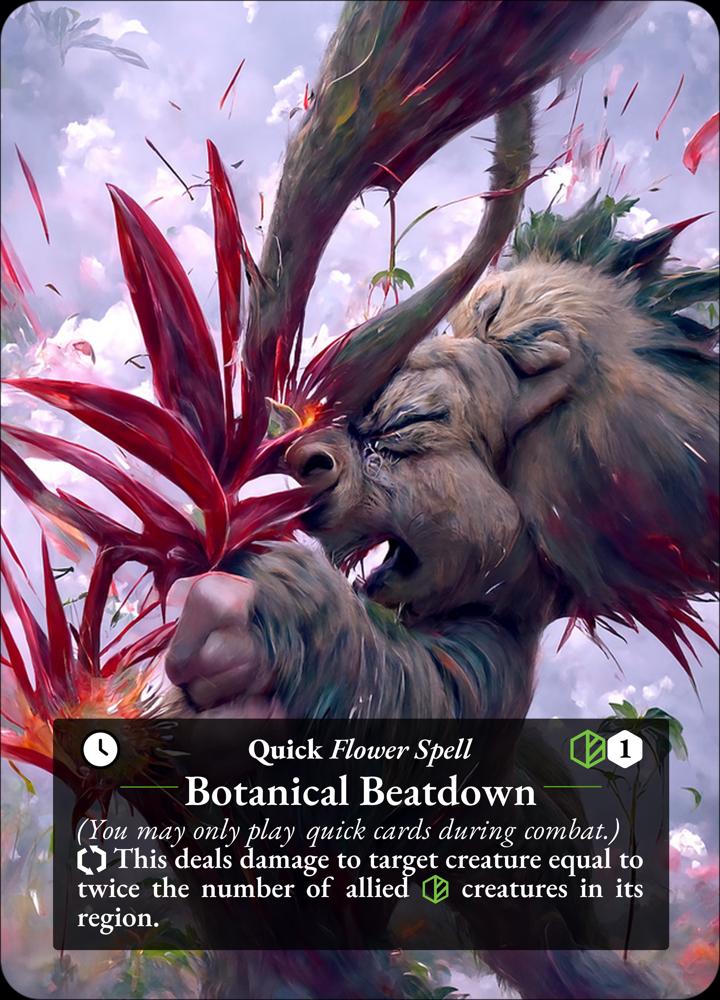 Quick Flower Spell 1
Botanical Beatdown
(You may only play quick cards during combat.)
This deals damage to target creature equal to
twice the number of allied creatures in its
region.